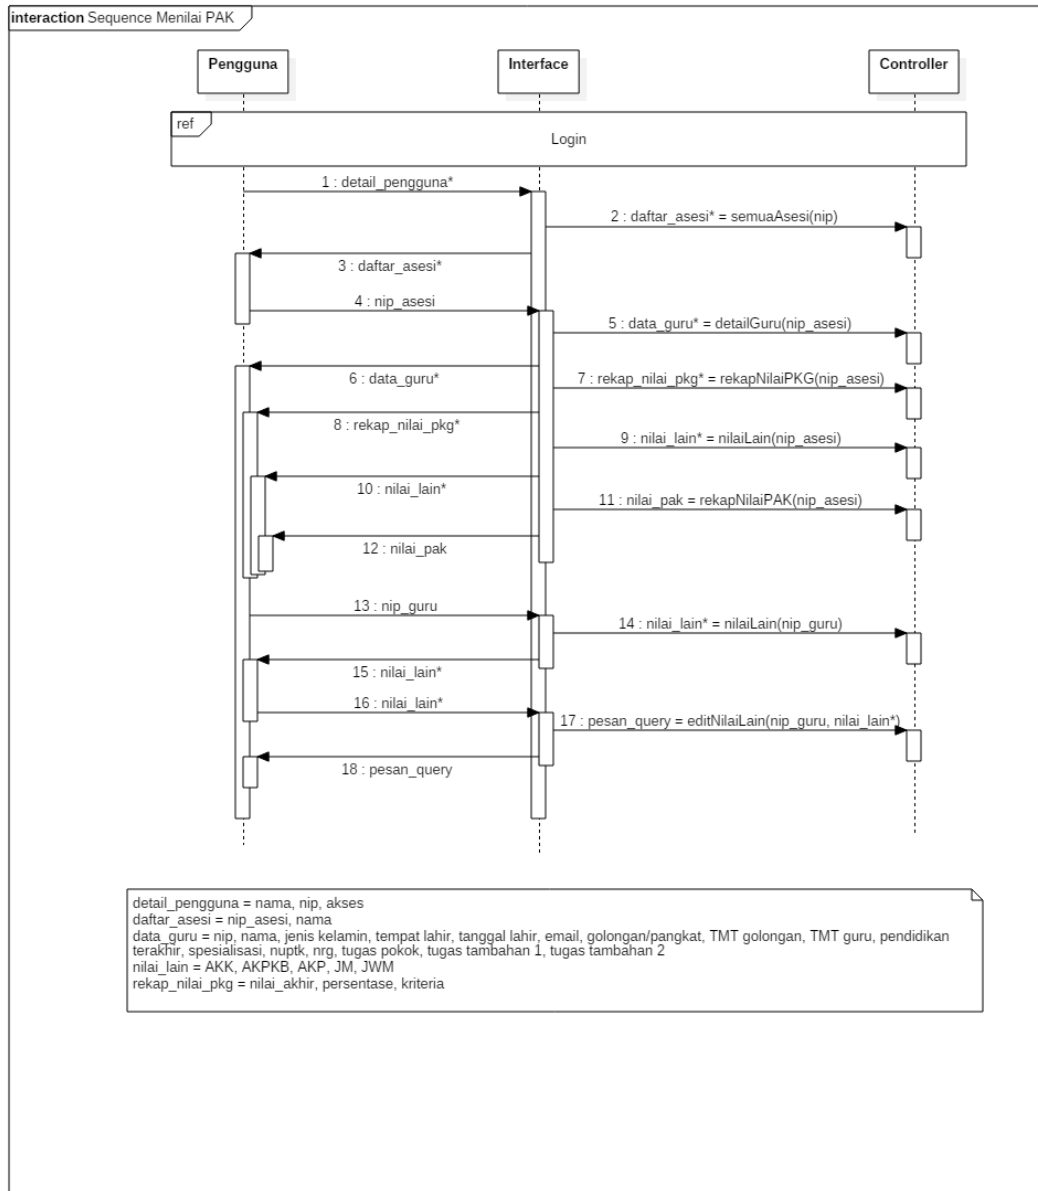 interaction Sequence Menilai PAK
Pengguna
Interface
Controller
ref
Login
1 : detail_pengguna*
2 : daftar_asesi* = semuaAsesi(nip)
3 : daftar_asesi*
4 : nip_asesi
5 : data_guru* = detailGuru(nip_asesi)
6 : data_guru*
7 : rekap_nilai_pkg* = rekapNilaiPKG(nip_asesi)
8 : rekap_nilai_pkg*
9 : nilai_lain* = nilaiLain(nip_asesi)
10 : nilai_lain*
11 : nilai_pak = rekapNilaiPAK(nip_asesi)
12 : nilai_pak
13 : nip_guru
14 : nilai_lain* = nilaiLain(nip_guru)
15 : nilai_lain*
16 : nilai_lain*
17 : pesan_query = editNilaiLain(nip_guru, nilai_lain*)
18 : pesan_query
detail_pengguna = nama, nip, akses
daftar_asesi = nip_asesi, nama
data_guru = nip, nama, jenis kelamin, tempat lahir, tanggal lahir, email, golongan/pangkat, TMT golongan, TMT guru, pendidikan
terakhir, spesialisasi, nuptk, nrg, tugas pokok, tugas tambahan 1, tugas tambahan 2
nilai_lain = AKK, AKPKB, AKP, JM, JWM
rekap_nilai_pkg = nilai_akhir, persentase, kriteria